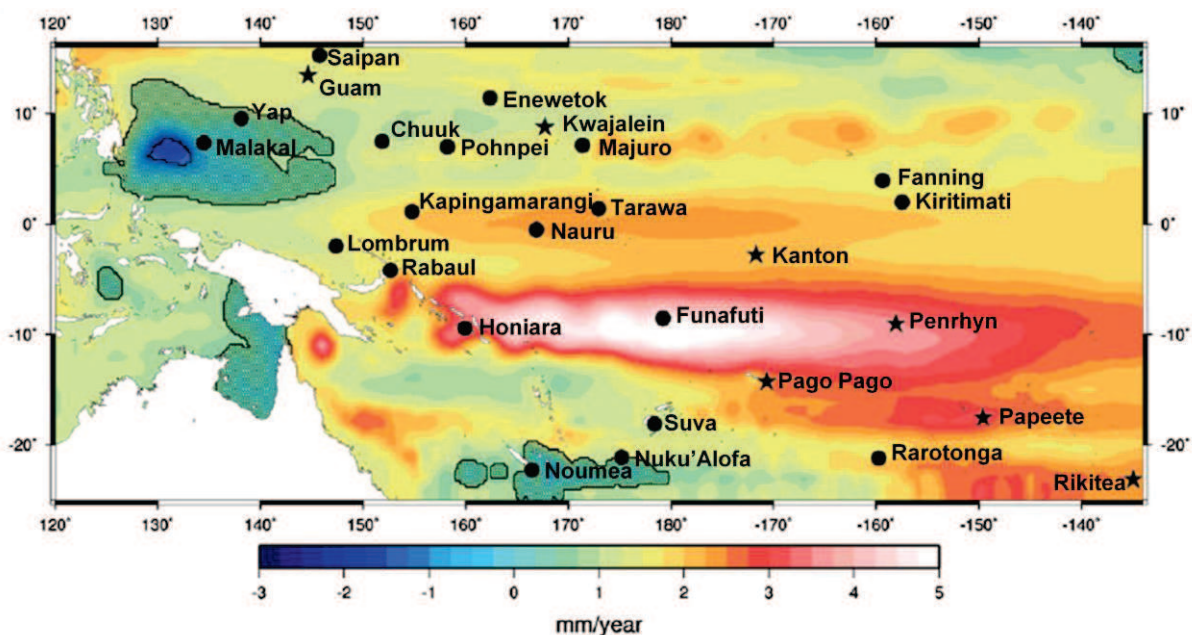 120° 130° 140° 150° 160° 170° -170° -160° -150° -140°
Saipan
Guam
10° 10°
Yap
Enewetok
Kwajalein
Chuuk
Malakal
Pohnpei
Majuro
Fanning
Kiritimati
Kapingamarangi
Tarawa
0° 0°
Nauru
Lombrum
Kanton
Rabaul
-10° -10°
Honiara
Funafuti
Penrhyn
Pago Pago
Papeete
Suva
-20° -20°
Nuku'Alofa
Rarotonga
Noumea
Rikitea
120° 130° 140° 150° 160° 170° -170° -160° -150° -140°
-3 -2 -1 0 1 2 3 4 5
mm/year